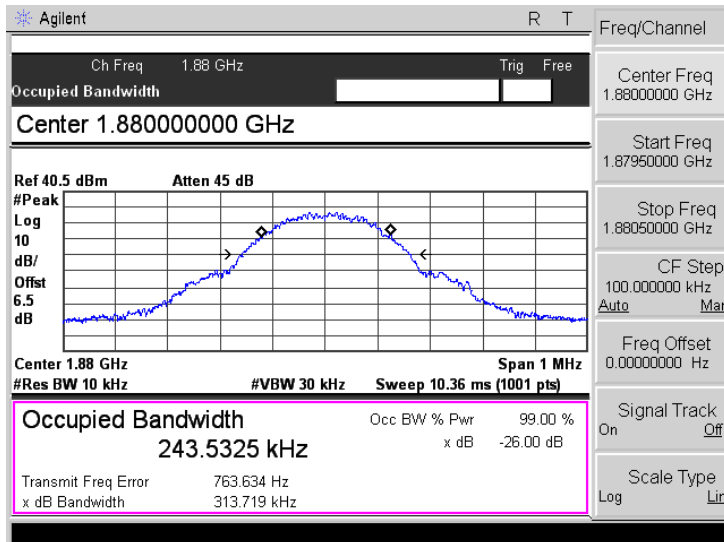 Agilent R T
Ch Freq 1.88 GHz Trig Free
Occupied Bandwidth
Center 1.880000000 GHz
Ref 40.5 dBm Atten 45 dB
#Peak
Log
10
dB/
Offst
6.5
dB
Center 1.88 GHz Span 1 MHz
#Res BW 10 kHz #VBW 30 kHz Sweep 10.36 ms (1001 pts)
Occupied Bandwidth Occ BW % Pwr 99.00 %
243.5325 kHz x dB -26.00 dB
Transmit Freq Error 763.634 Hz
x dB Bandwidth 313.719 kHz
Freq/Channel
Center Freq
1.88000000 GHz
Start Freq
1.87950000 GHz
Stop Freq
1.88050000 GHz
CF Step
100.000000 kHz
Auto Man
Freq Offset
0.00000000 Hz
Signal Track
On Off
Scale Type
Log Lin